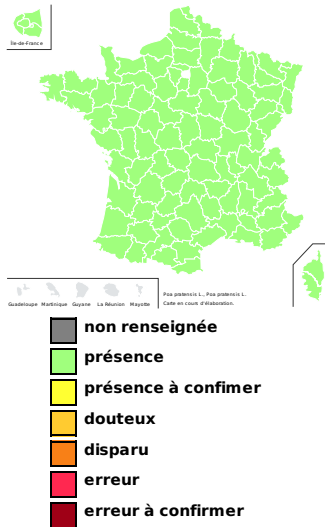 Île-de-France
Guadeloupe Martinique Guyane La Réunion Mayotte
Poa pratensis L., Poa pratensis L.
Carte en cours d'élaboration.
non renseignée
présence
présence à confimer
douteux
disparu
erreur
erreur à confirmer